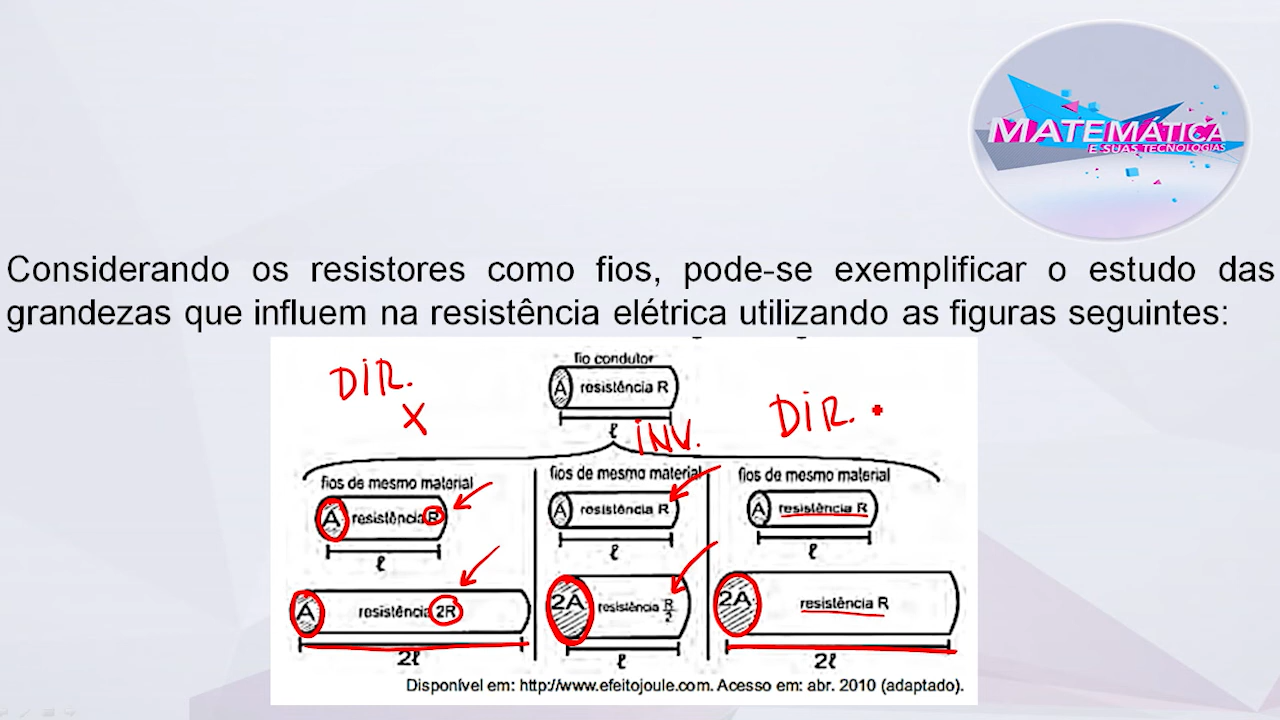 MATEMÁTICA
E SUAS TECNOLOGIAS
Considerando os resistores como fios, pode-se exemplificar o estudo das
grandezas que influem na resistência elétrica utilizando as figuras seguintes:
fio condutor
A resistência R
ℓ
DIR.
X
INV.
DIR.
fios de mesmo material
A resistência R
ℓ
A resistência 2R
2ℓ
fios de mesmo material
A resistência R
ℓ
2A resistência R/2
ℓ
fios de mesmo material
A resistência R
ℓ
2A resistência R
2ℓ
Disponível em: http://www.efeitojoule.com. Acesso em: abr. 2010 (adaptado).